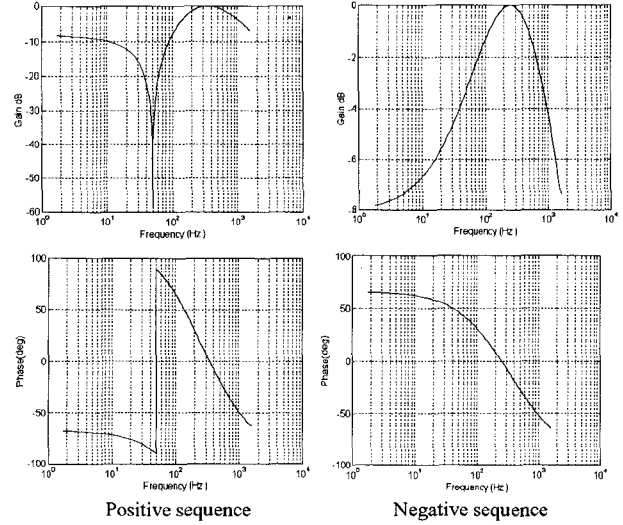 0
-10
-20
-30
-40
-50
-60
Gain dB
10^0 10^1 10^2 10^3 10^4
Frequency (Hz )
0
-2
-4
-6
-8
Gain dB
10^0 10^1 10^2 10^3 10^4
Frequency (Hz )
100
50
0
-50
-100
Phase(deg)
10^0 10^1 10^2 10^3 10^4
Frequency (Hz )
Positive sequence
100
50
0
-50
-100
Phase(deg)
10^0 10^1 10^2 10^3 10^4
Frequency (Hz )
Negative sequence